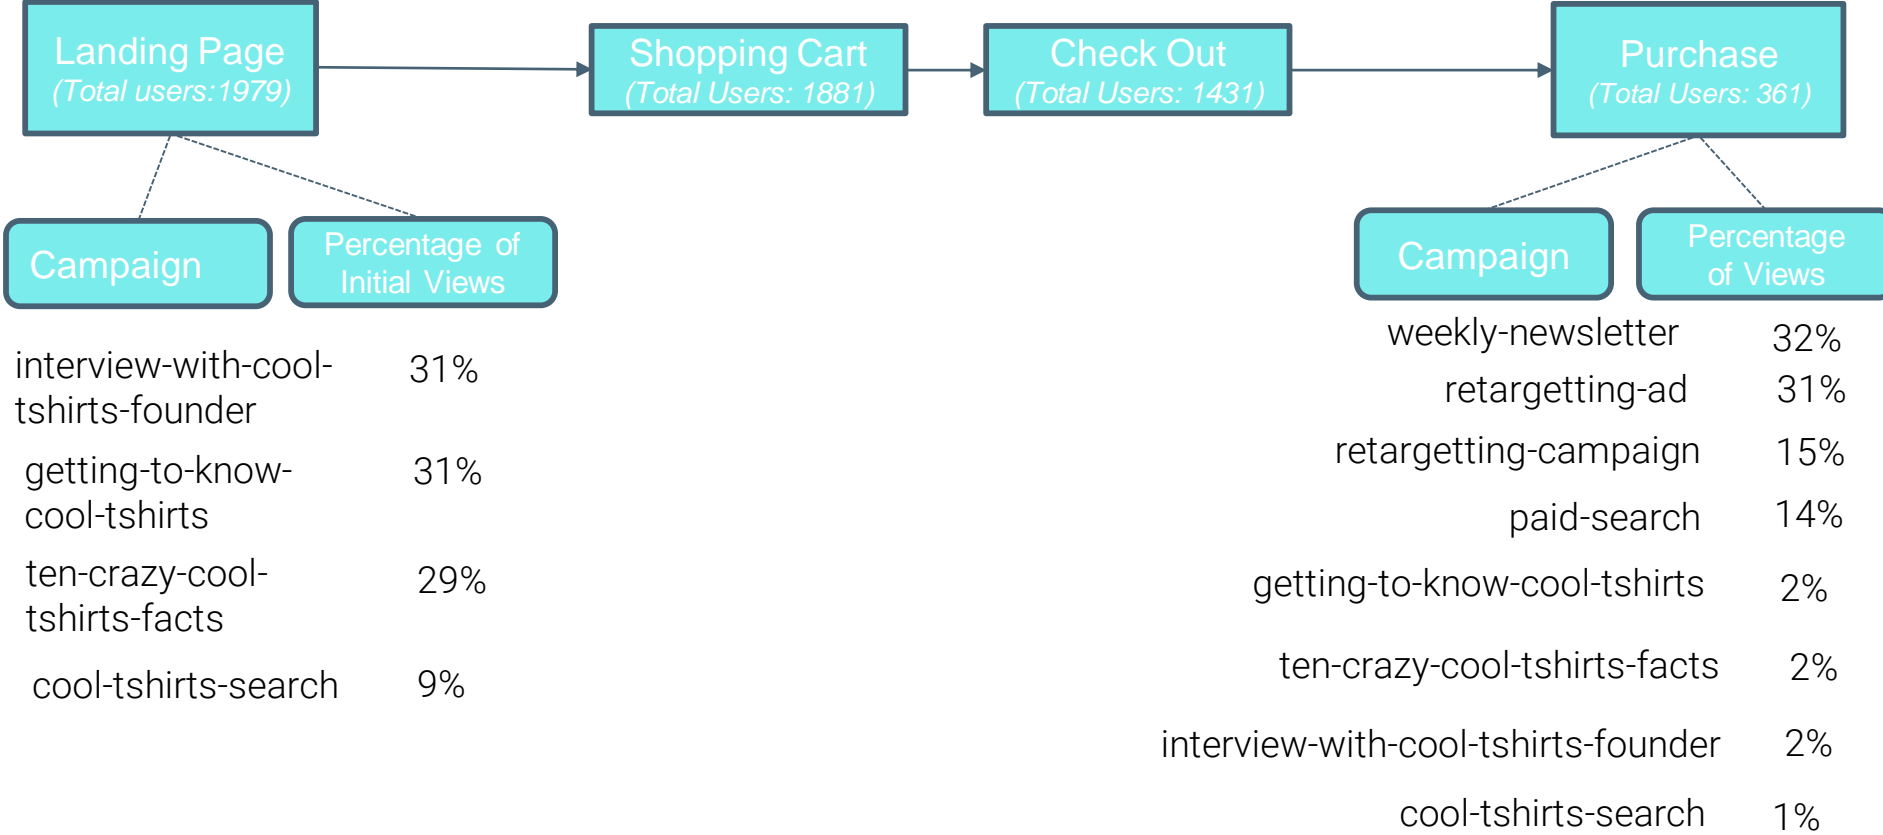 Landing Page
(Total users:1979)
Shopping Cart
(Total Users: 1881)
Check Out
(Total Users: 1431)
Purchase
(Total Users: 361)
Campaign
Percentage of
Initial Views
interview-with-cool-
tshirts-founder
31%
getting-to-know-
cool-tshirts
31%
ten-crazy-cool-
tshirts-facts
29%
cool-tshirts-search
9%
Campaign
Percentage
of Views
weekly-newsletter
32%
retargetting-ad
31%
retargetting-campaign
15%
paid-search
14%
getting-to-know-cool-tshirts
2%
ten-crazy-cool-tshirts-facts
2%
interview-with-cool-tshirts-founder
2%
cool-tshirts-search
1%